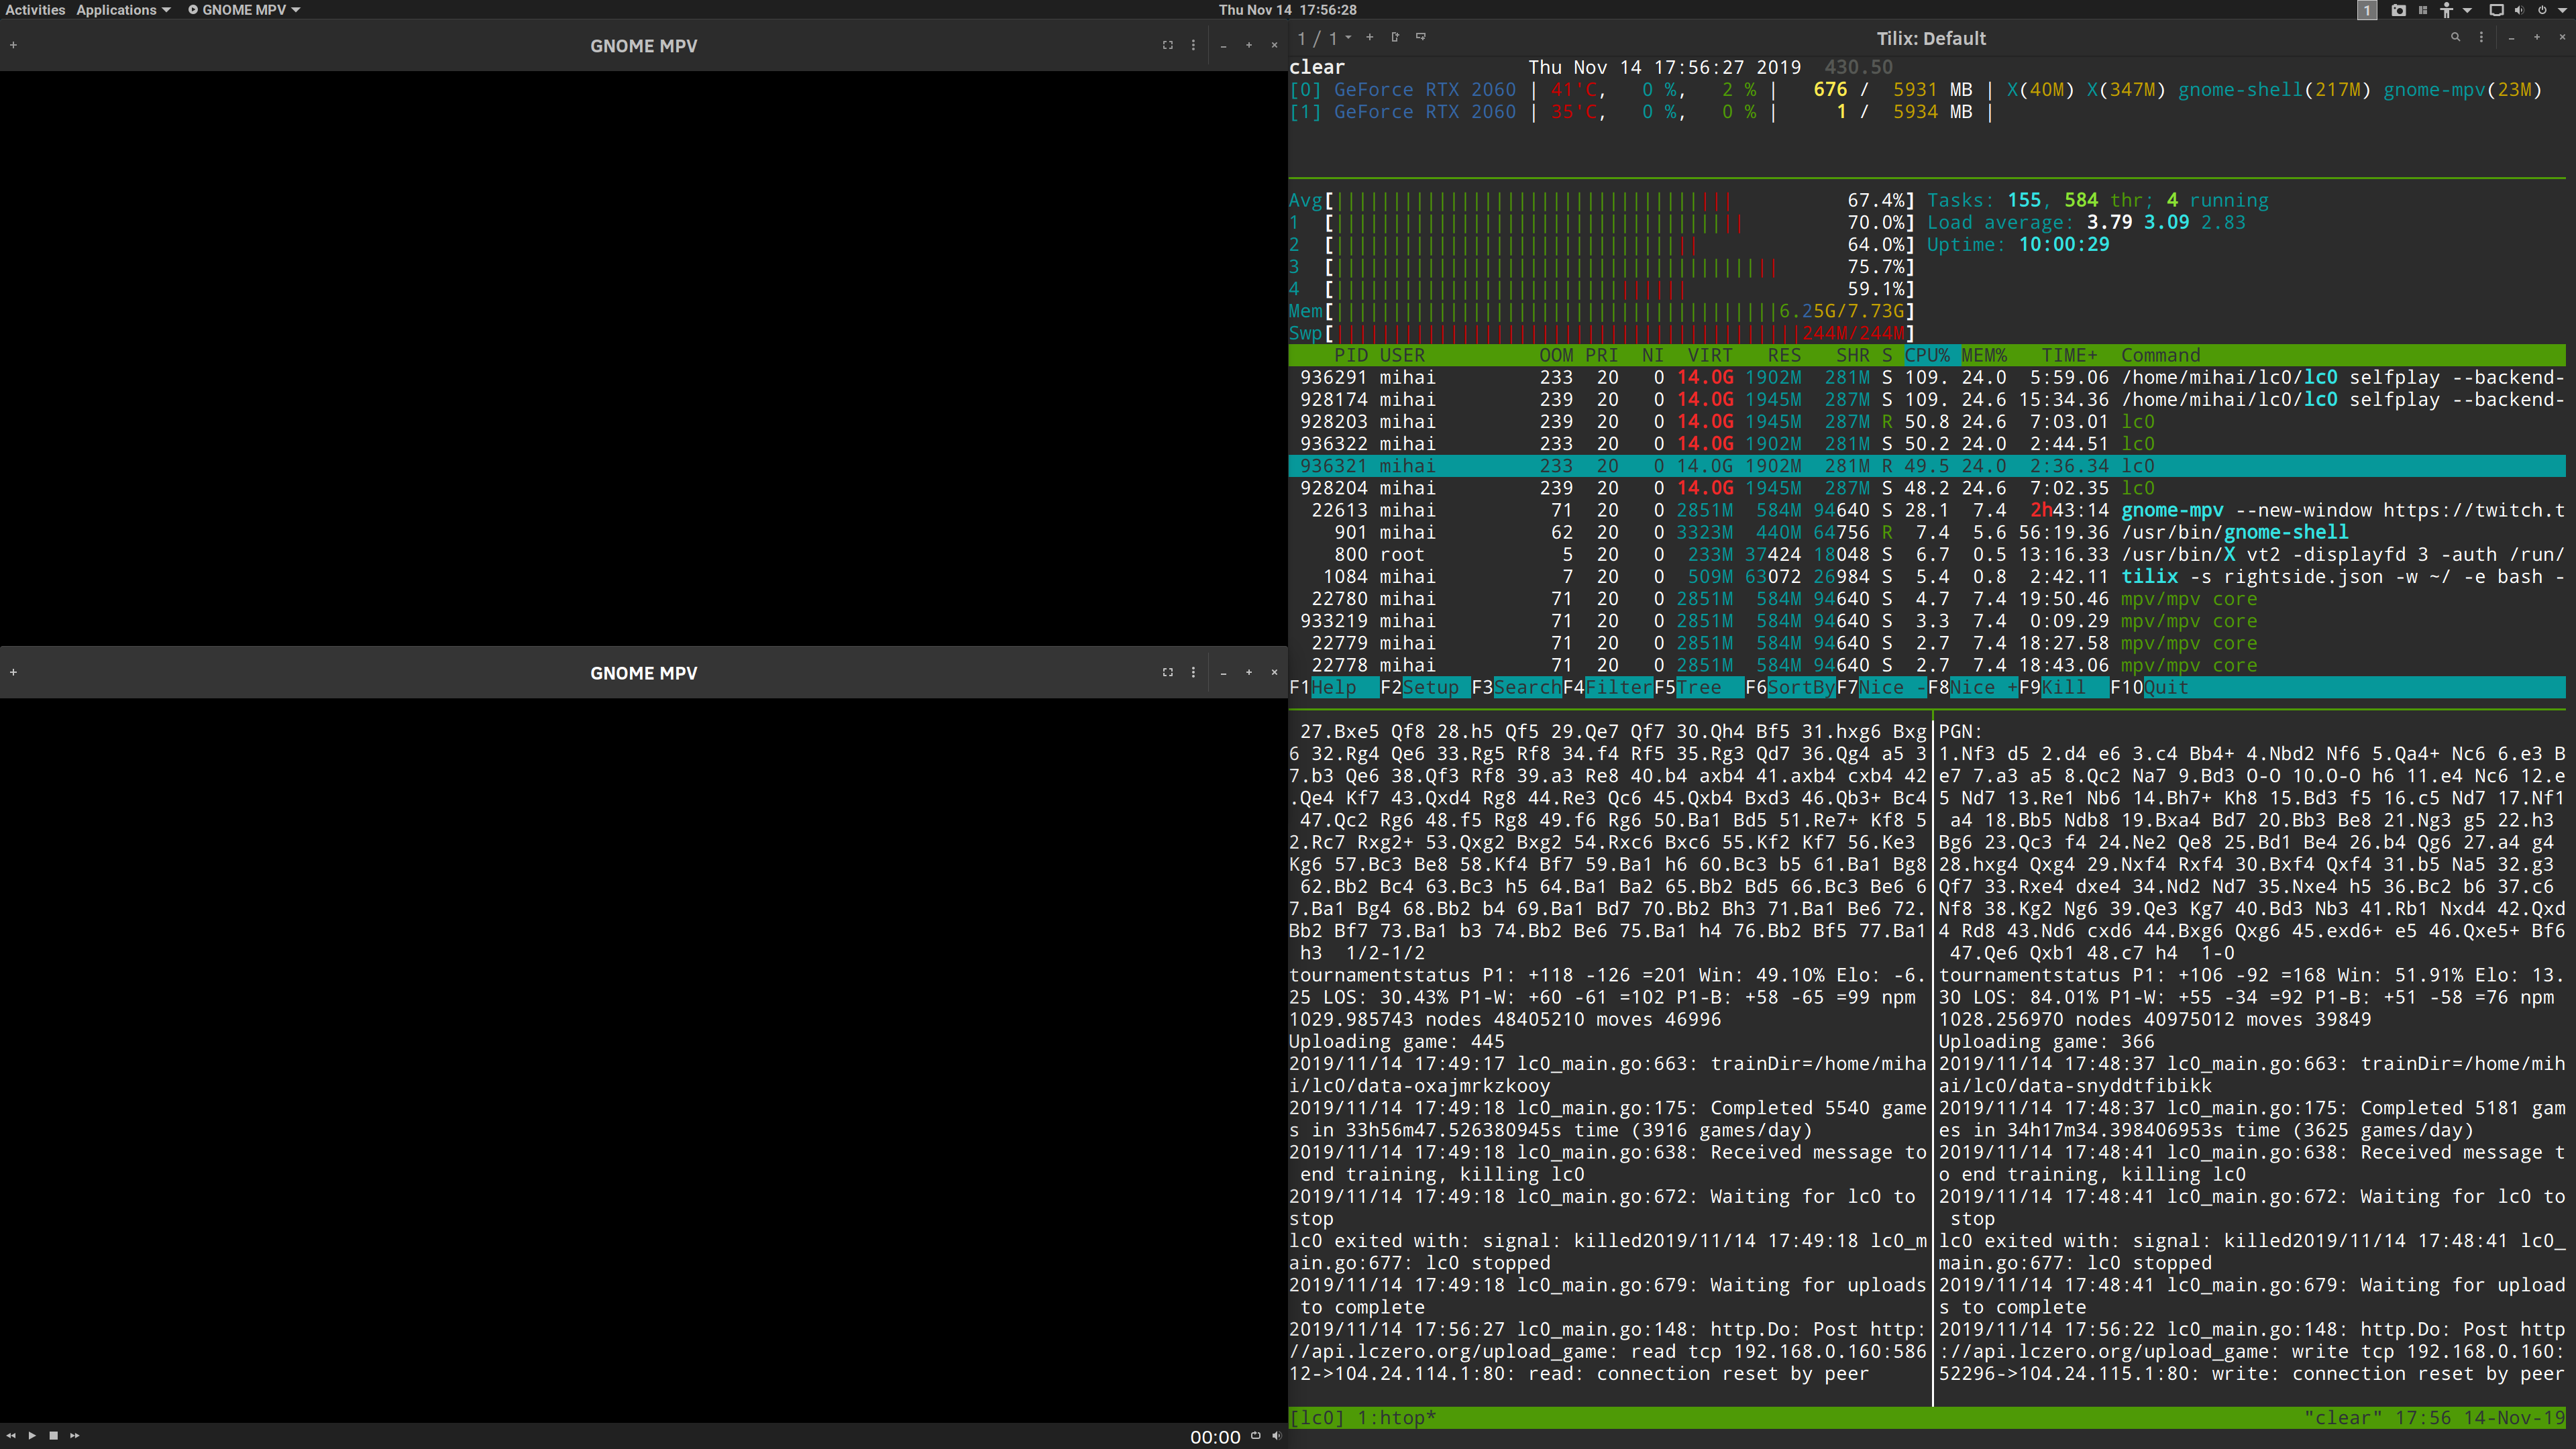 Activities Applications GNOME MPV Thu Nov 14 17:56:28 1
GNOME MPV
GNOME MPV
00:00
1 / 1 Tilix: Default
clear Thu Nov 14 17:56:27 2019 430.50
[0] GeForce RTX 2060 | 41'C, 0 %, 2 % | 676 / 5931 MB | X(40M) X(347M) gnome-shell(217M) gnome-mpv(23M)
[1] GeForce RTX 2060 | 35'C, 0 %, 0 % | 1 / 5934 MB |
Avg[ 67.4%] Tasks: 155, 584 thr; 4 running
1 [ 70.0%] Load average: 3.79 3.09 2.83
2 [ 64.0%] Uptime: 10:00:29
3 [ 75.7%]
4 [ 59.1%]
Mem[ 6.25G/7.73G]
Swp[ 244M/244M]
PID USER OOM PRI NI VIRT RES SHR S CPU% MEM% TIME+ Command
936291 mihai 233 20 0 14.0G 1902M 281M S 109. 24.0 5:59.06 /home/mihai/lc0/lc0 selfplay --backend-
928174 mihai 239 20 0 14.0G 1945M 287M S 109. 24.6 15:34.36 /home/mihai/lc0/lc0 selfplay --backend-
928203 mihai 239 20 0 14.0G 1945M 287M R 50.8 24.6 7:03.01 lc0
936322 mihai 233 20 0 14.0G 1902M 281M S 50.2 24.0 2:44.51 lc0
936321 mihai 233 20 0 14.0G 1902M 281M R 49.5 24.0 2:36.34 lc0
928204 mihai 239 20 0 14.0G 1945M 287M S 48.2 24.6 7:02.35 lc0
22613 mihai 71 20 0 2851M 584M 94640 S 28.1 7.4 2h43:14 gnome-mpv --new-window https://twitch.t
901 mihai 62 20 0 3323M 440M 64756 R 7.4 5.6 56:19.36 /usr/bin/gnome-shell
800 root 5 20 0 233M 37424 18048 S 6.7 0.5 13:16.33 /usr/bin/X vt2 -displayfd 3 -auth /run/
1084 mihai 7 20 0 509M 63072 26984 S 5.4 0.8 2:42.11 tilix -s rightside.json -w ~/ -e bash -
22780 mihai 71 20 0 2851M 584M 94640 S 4.7 7.4 19:50.46 mpv/mpv core
933219 mihai 71 20 0 2851M 584M 94640 S 3.3 7.4 0:09.29 mpv/mpv core
22779 mihai 71 20 0 2851M 584M 94640 S 2.7 7.4 18:27.58 mpv/mpv core
22778 mihai 71 20 0 2851M 584M 94640 S 2.7 7.4 18:43.06 mpv/mpv core
F1Help F2Setup F3SearchF4FilterF5Tree F6SortByF7Nice -F8Nice +F9Kill F10Quit
27.Bxe5 Qf8 28.h5 Qf5 29.Qe7 Qf7 30.Qh4 Bf5 31.hxg6 Bxg
6 32.Rg4 Qe6 33.Rg5 Rf8 34.f4 Rf5 35.Rg3 Qd7 36.Qg4 a5 3
7.b3 Qe6 38.Qf3 Rf8 39.a3 Re8 40.b4 axb4 41.axb4 cxb4 42
.Qe4 Kf7 43.Qxd4 Rg8 44.Re3 Qc6 45.Qxb4 Bxd3 46.Qb3+ Bc4
47.Qc2 Rg6 48.f5 Rg8 49.f6 Rg6 50.Ba1 Bd5 51.Re7+ Kf8 5
2.Rc7 Rxg2+ 53.Qxg2 Bxg2 54.Rxc6 Bxc6 55.Kf2 Kf7 56.Ke3
Kg6 57.Bc3 Be8 58.Kf4 Bf7 59.Ba1 h6 60.Bc3 b5 61.Ba1 Bg8
62.Bb2 Bc4 63.Bc3 h5 64.Ba1 Ba2 65.Bb2 Bd5 66.Bc3 Be6 6
7.Ba1 Bg4 68.Bb2 b4 69.Ba1 Bd7 70.Bb2 Bh3 71.Ba1 Be6 72.
Bb2 Bf7 73.Ba1 b3 74.Bb2 Be6 75.Ba1 h4 76.Bb2 Bf5 77.Ba1
h3 1/2-1/2
tournamentstatus P1: +118 -126 =201 Win: 49.10% Elo: -6.
25 LOS: 30.43% P1-W: +60 -61 =102 P1-B: +58 -65 =99 npm
1029.985743 nodes 48405210 moves 46996
Uploading game: 445
2019/11/14 17:49:17 lc0_main.go:663: trainDir=/home/miha
i/lc0/data-oxajmrkzkooy
2019/11/14 17:49:18 lc0_main.go:175: Completed 5540 game
s in 33h56m47.526380945s time (3916 games/day)
2019/11/14 17:49:18 lc0_main.go:638: Received message to
end training, killing lc0
2019/11/14 17:49:18 lc0_main.go:672: Waiting for lc0 to
stop
lc0 exited with: signal: killed2019/11/14 17:49:18 lc0_m
ain.go:677: lc0 stopped
2019/11/14 17:49:18 lc0_main.go:679: Waiting for uploads
to complete
2019/11/14 17:56:27 lc0_main.go:148: http.Do: Post http:
//api.lczero.org/upload_game: read tcp 192.168.0.160:586
12->104.24.114.1:80: read: connection reset by peer
PGN:
1.Nf3 d5 2.d4 e6 3.c4 Bb4+ 4.Nbd2 Nf6 5.Qa4+ Nc6 6.e3 B
e7 7.a3 a5 8.Qc2 Na7 9.Bd3 O-O 10.O-O h6 11.e4 Nc6 12.e
5 Nd7 13.Re1 Nb6 14.Bh7+ Kh8 15.Bd3 f5 16.c5 Nd7 17.Nf1
a4 18.Bb5 Ndb8 19.Bxa4 Bd7 20.Bb3 Be8 21.Ng3 g5 22.h3
Bg6 23.Qc3 f4 24.Ne2 Qe8 25.Bd1 Be4 26.b4 Qg6 27.a4 g4
28.hxg4 Qxg4 29.Nxf4 Rxf4 30.Bxf4 Qxf4 31.b5 Na5 32.g3
Qf7 33.Rxe4 dxe4 34.Nd2 Nd7 35.Nxe4 h5 36.Bc2 b6 37.c6
Nf8 38.Kg2 Ng6 39.Qe3 Kg7 40.Bd3 Nb3 41.Rb1 Nxd4 42.Qxd
4 Rd8 43.Nd6 cxd6 44.Bxg6 Qxg6 45.exd6+ e5 46.Qxe5+ Bf6
47.Qe6 Qxb1 48.c7 h4 1-0
tournamentstatus P1: +106 -92 =168 Win: 51.91% Elo: 13.
30 LOS: 84.01% P1-W: +55 -34 =92 P1-B: +51 -58 =76 npm
1028.256970 nodes 40975012 moves 39849
Uploading game: 366
2019/11/14 17:48:37 lc0_main.go:663: trainDir=/home/mih
ai/lc0/data-snyddtfibikk
2019/11/14 17:48:37 lc0_main.go:175: Completed 5181 gam
es in 34h17m34.398406953s time (3625 games/day)
2019/11/14 17:48:41 lc0_main.go:638: Received message t
o end training, killing lc0
2019/11/14 17:48:41 lc0_main.go:672: Waiting for lc0 to
stop
lc0 exited with: signal: killed2019/11/14 17:48:41 lc0_
main.go:677: lc0 stopped
2019/11/14 17:48:41 lc0_main.go:679: Waiting for upload
s to complete
2019/11/14 17:56:22 lc0_main.go:148: http.Do: Post http
://api.lczero.org/upload_game: write tcp 192.168.0.160:
52296->104.24.115.1:80: write: connection reset by peer
[lc0] 1:htop* "clear" 17:56 14-Nov-19